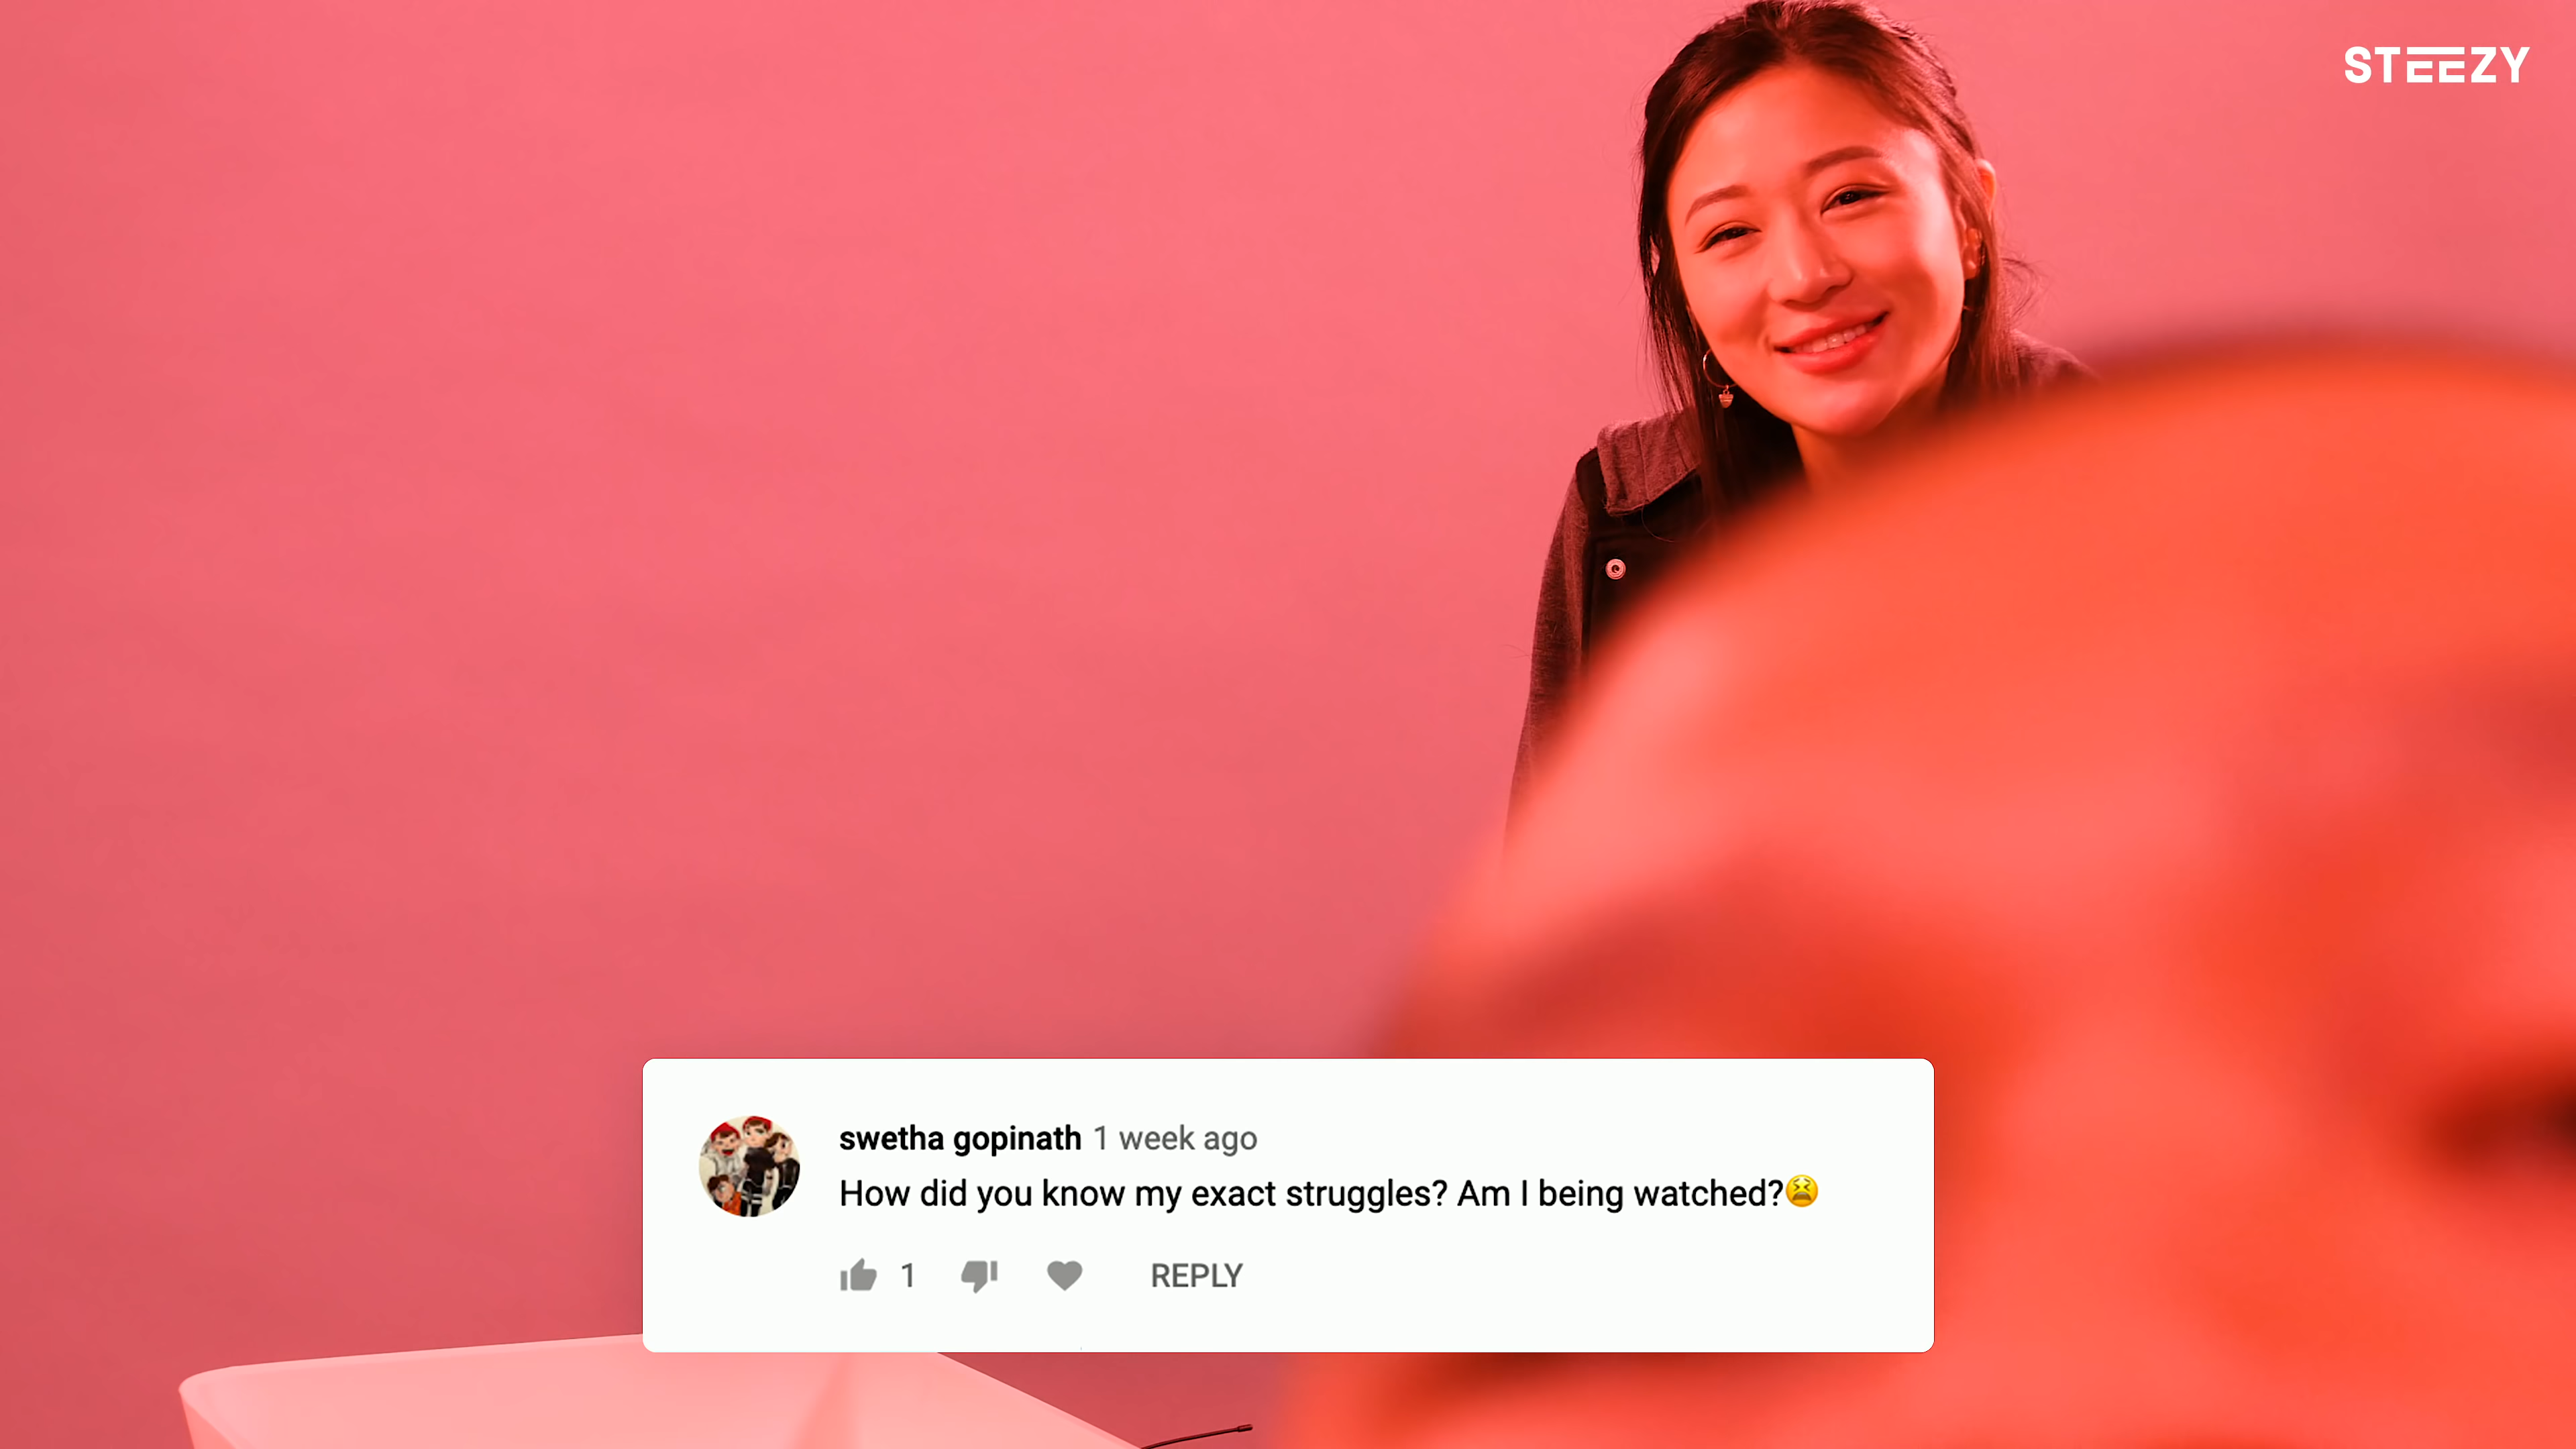 STEEZY
swetha gopinath 1 week ago
How did you know my exact struggles? Am I being watched?😫
1 REPLY